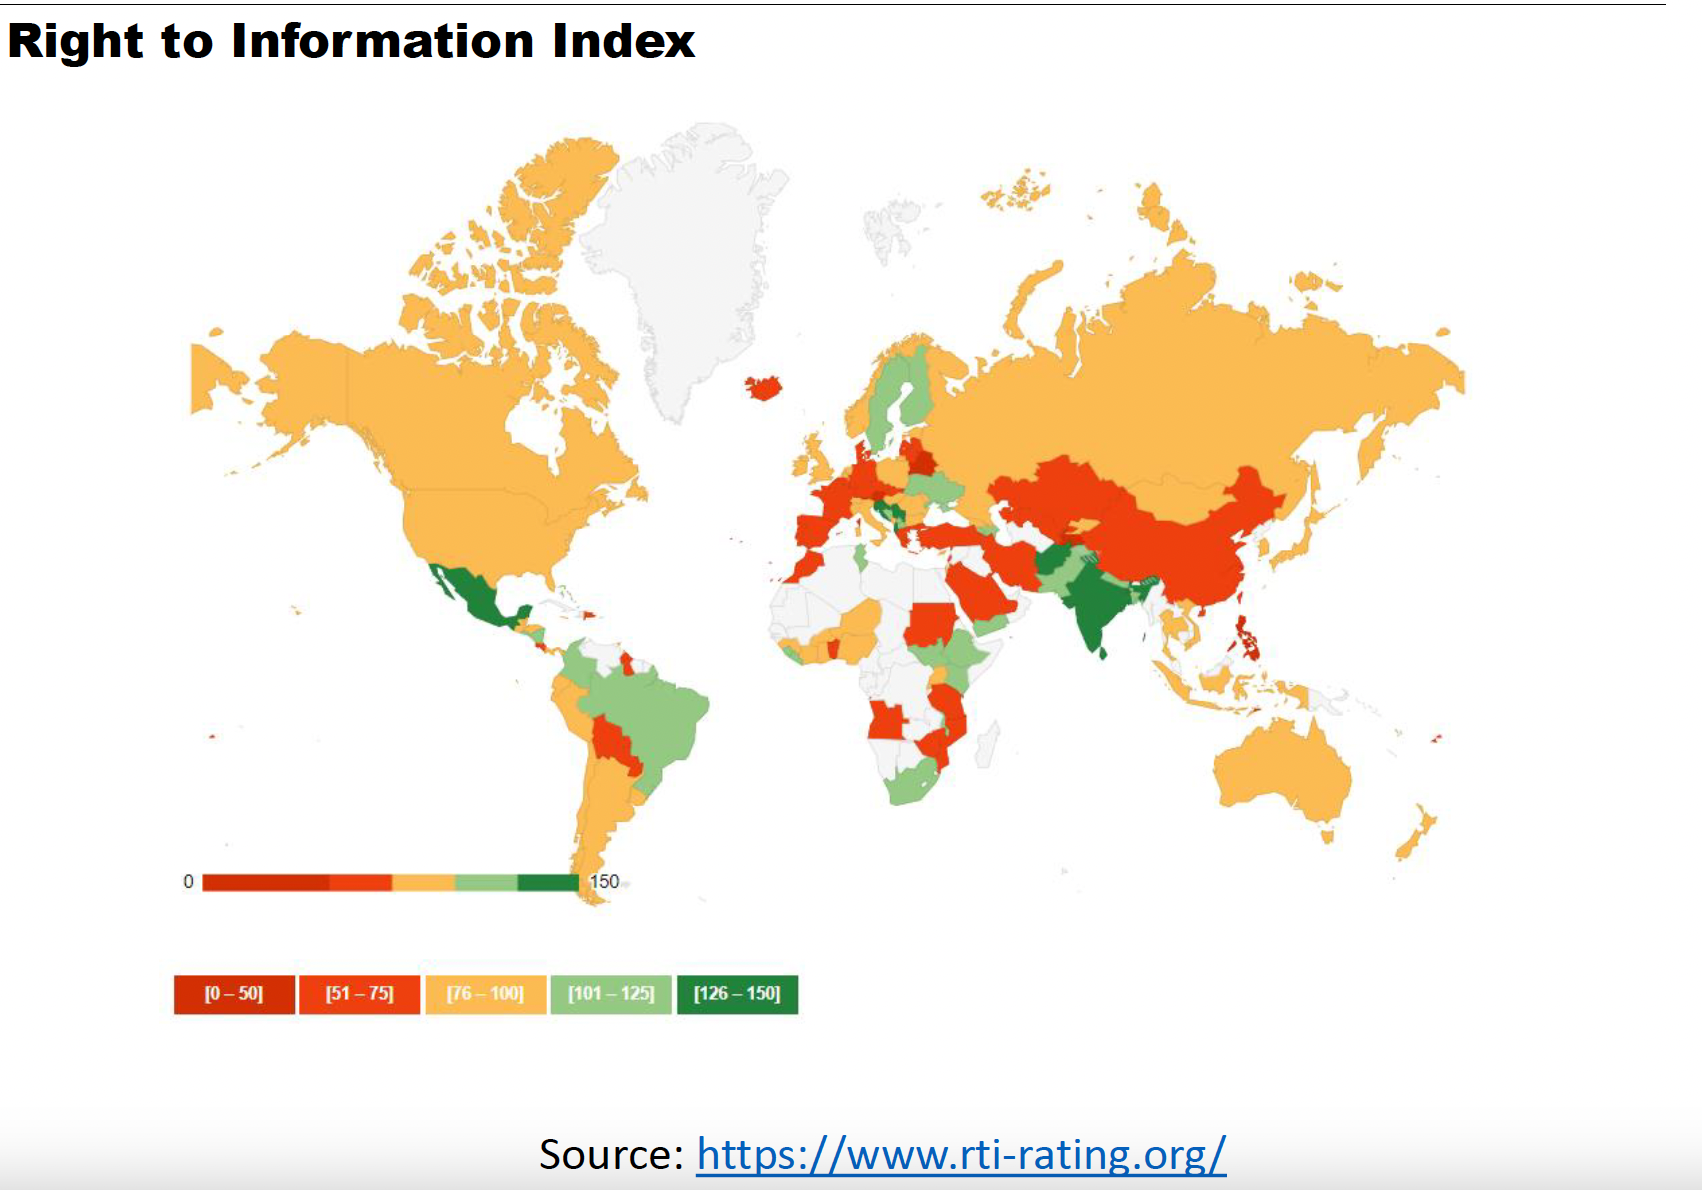 Right to Information Index
0 150
[0 – 50] [51 – 75] [76 – 100] [101 – 125] [126 – 150]
Source: https://www.rti-rating.org/